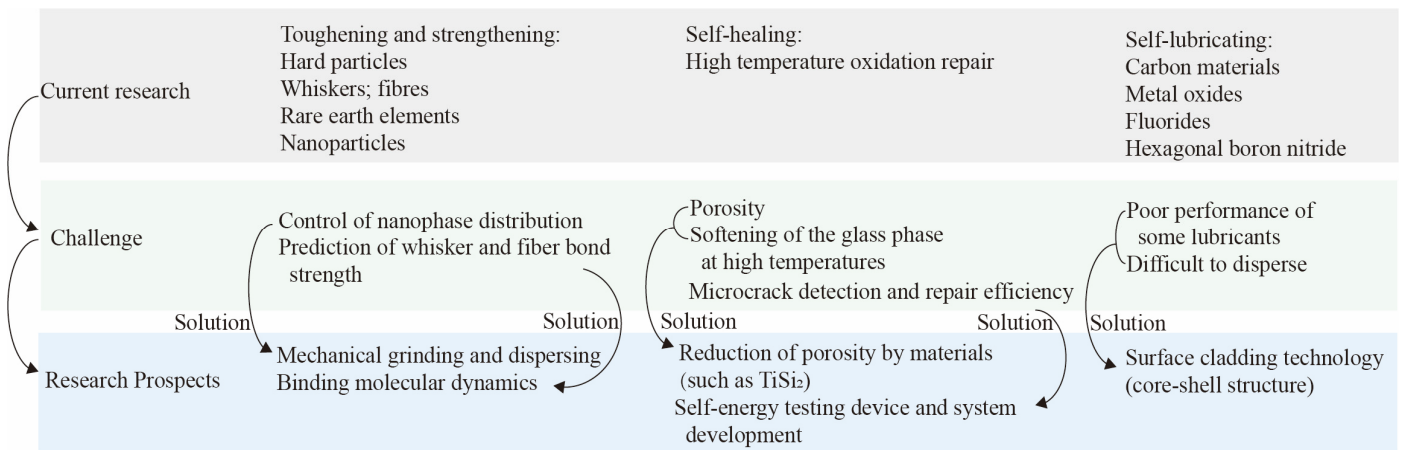 Current research
Toughening and strengthening:
Hard particles
Whiskers; fibres
Rare earth elements
Nanoparticles
Self-healing:
High temperature oxidation repair
Self-lubricating:
Carbon materials
Metal oxides
Fluorides
Hexagonal boron nitride
Challenge
Control of nanophase distribution
Prediction of whisker and fiber bond
strength
Porosity
Softening of the glass phase
at high temperatures
Microcrack detection and repair efficiency
Poor performance of
some lubricants
Difficult to disperse
Solution
Solution
Solution
Solution
Solution
Research Prospects
Mechanical grinding and dispersing
Binding molecular dynamics
Reduction of porosity by materials
(such as TiSi₂)
Self-energy testing device and system
development
Surface cladding technology
(core-shell structure)